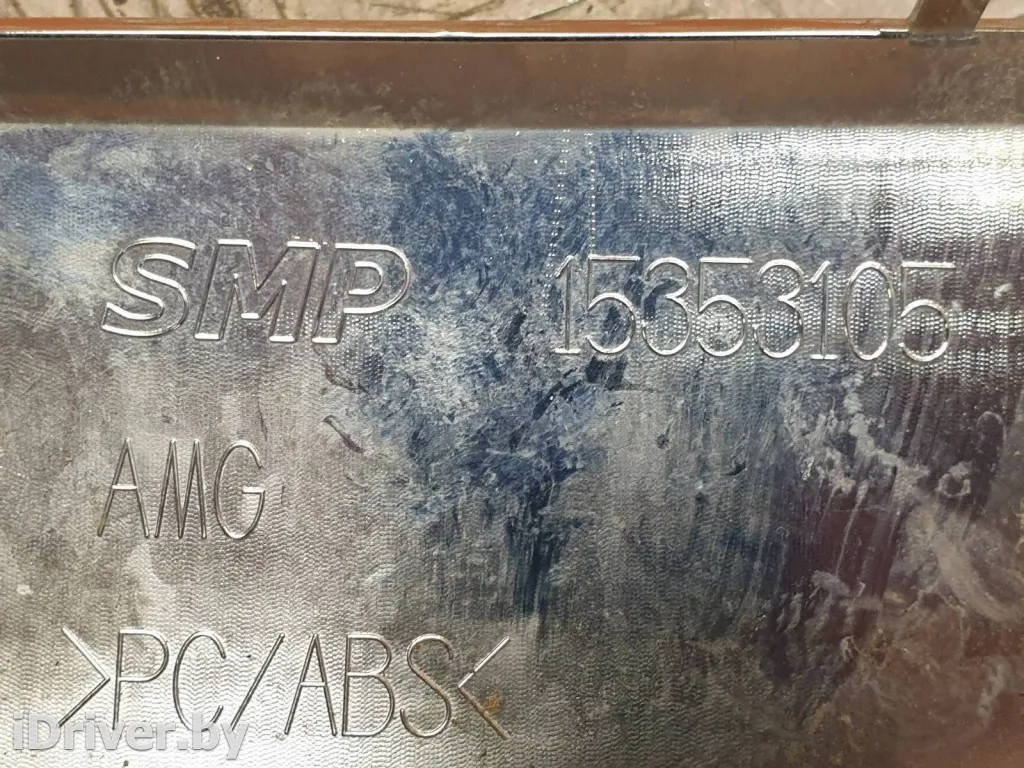 SMP 15353105
AMG
>PC/ABS<
iDriver.by